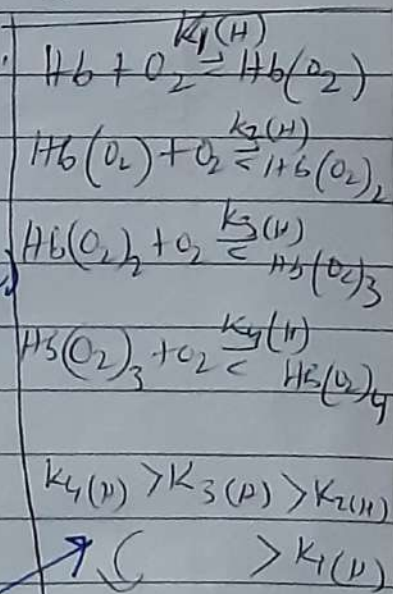 K₁(H)
Hb + O₂ ⇌ Hb(O₂)
K₂(H)
Hb(O₂) + O₂ ⇌ Hb(O₂)₂
K₃(H)
Hb(O₂)₂ + O₂ ⇌ Hb(O₂)₃
K₄(H)
Hb(O₂)₃ + O₂ ⇌ Hb(O₂)₄
K₄(H) > K₃(H) > K₂(H)
> K₁(H)